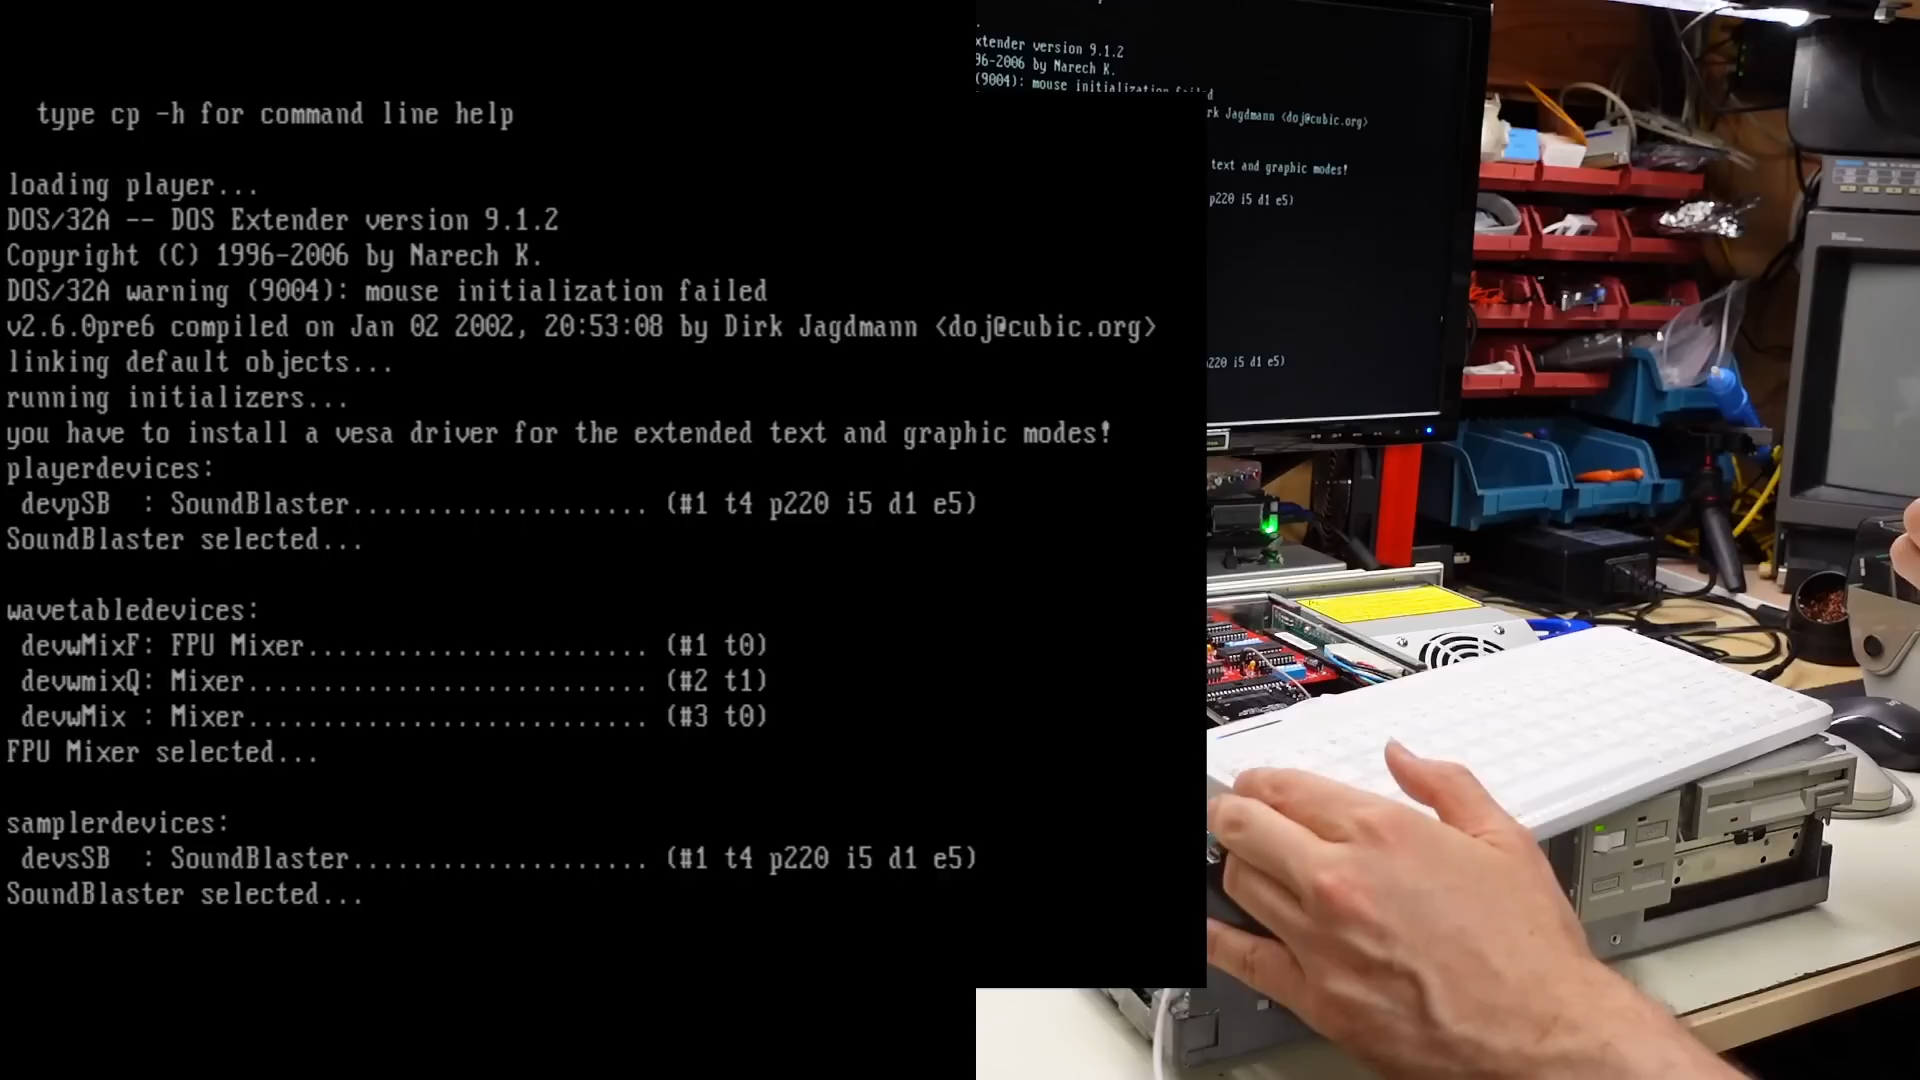 type cp -h for command line help
loading player...
DOS/32A -- DOS Extender version 9.1.2
Copyright (C) 1996-2006 by Narech K.
DOS/32A warning (9004): mouse initialization failed
v2.6.0pre6 compiled on Jan 02 2002, 20:53:08 by Dirk Jagdmann <doj@cubic.org>
linking default objects...
running initializers...
you have to install a vesa driver for the extended text and graphic modes!
playerdevices:
devpSB  : SoundBlaster.................... (#1 t4 p220 i5 d1 e5)
SoundBlaster selected...
wavetabledevices:
devwMixF: FPU Mixer....................... (#1 t0)
devwmixQ: Mixer........................... (#2 t1)
devwMix : Mixer........................... (#3 t0)
FPU Mixer selected...
samplerdevices:
devsSB  : SoundBlaster.................... (#1 t4 p220 i5 d1 e5)
SoundBlaster selected...
xtender version 9.1.2
96-2006 by Narech K.
(9004): mouse initialization failed
rk Jagdmann <doj@cubic.org>
text and graphic modes!
p220 i5 d1 e5)
220 i5 d1 e5)